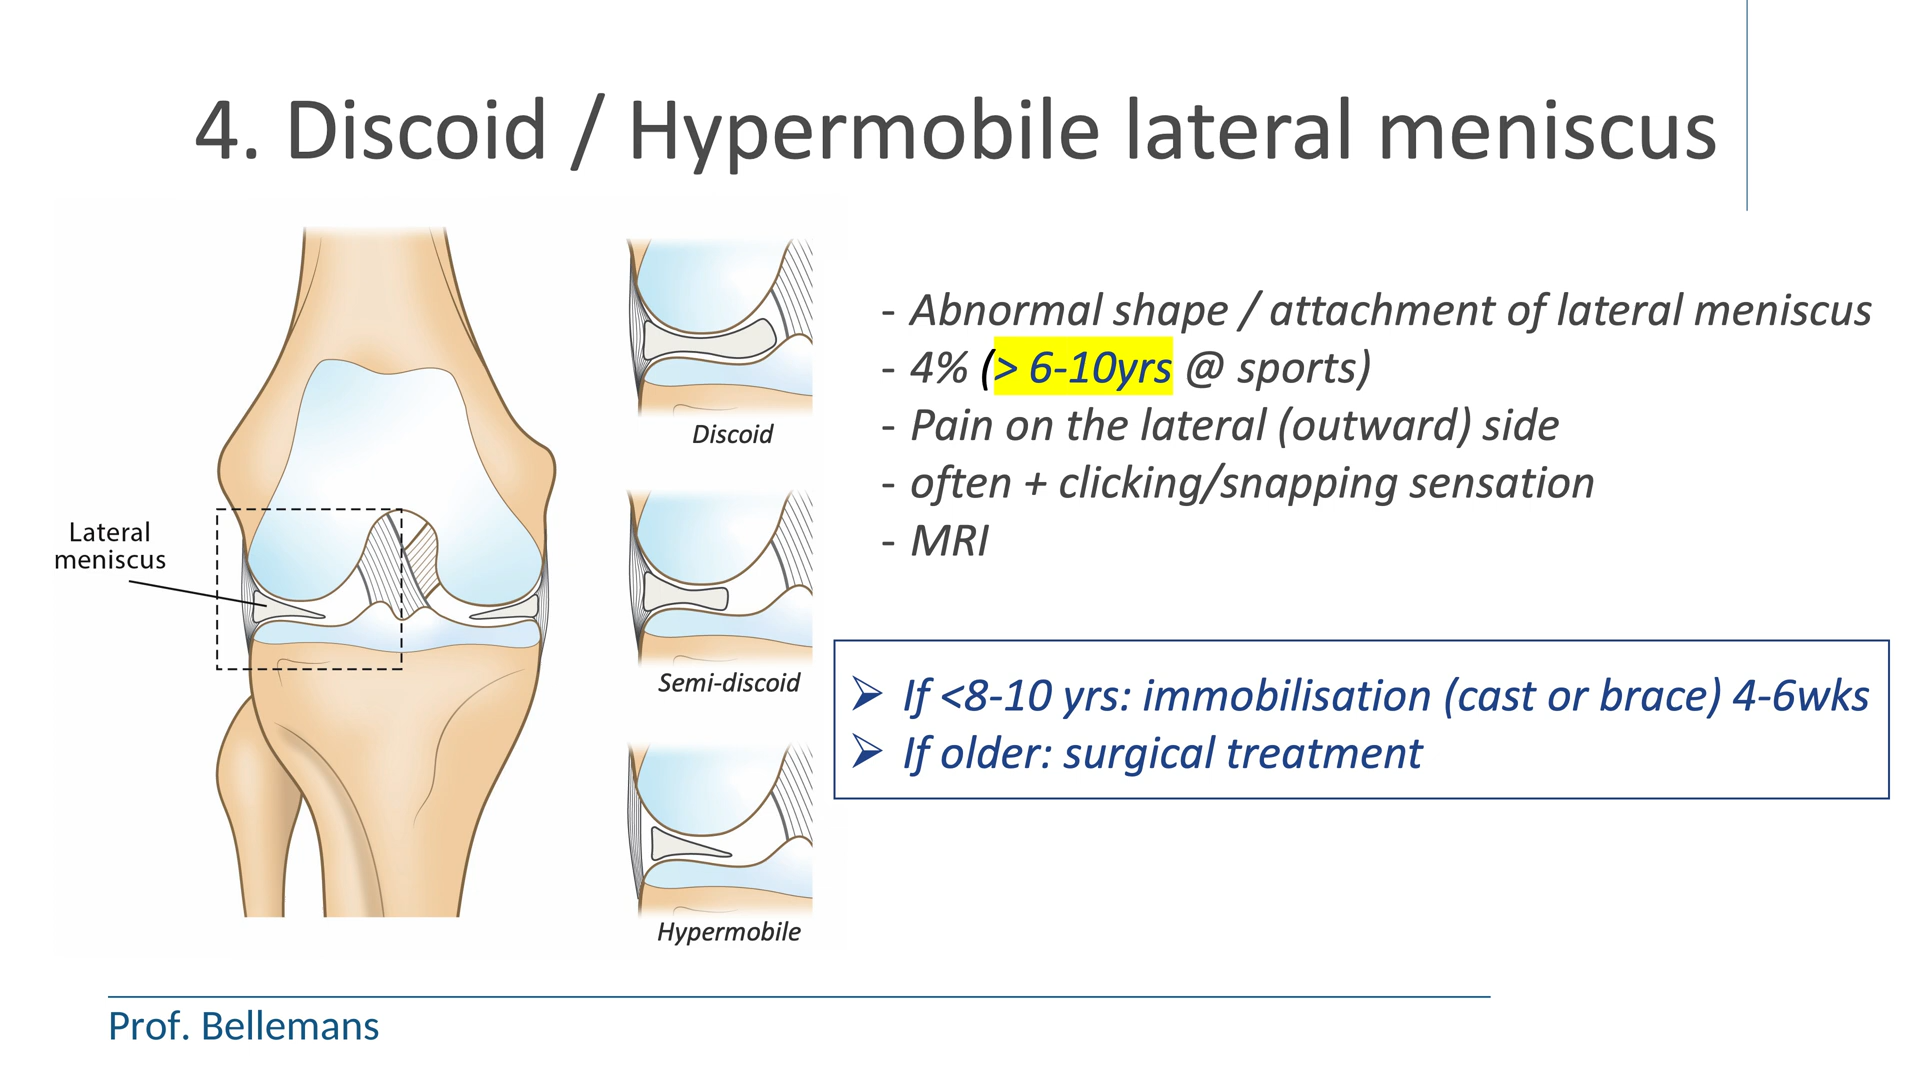 4. Discoid / Hypermobile lateral meniscus
Lateral
meniscus
Discoid
Semi-discoid
Hypermobile
- Abnormal shape / attachment of lateral meniscus
- 4% (> 6-10yrs @ sports)
- Pain on the lateral (outward) side
- often + clicking/snapping sensation
- MRI
➢ If <8-10 yrs: immobilisation (cast or brace) 4-6wks
➢ If older: surgical treatment
Prof. Bellemans